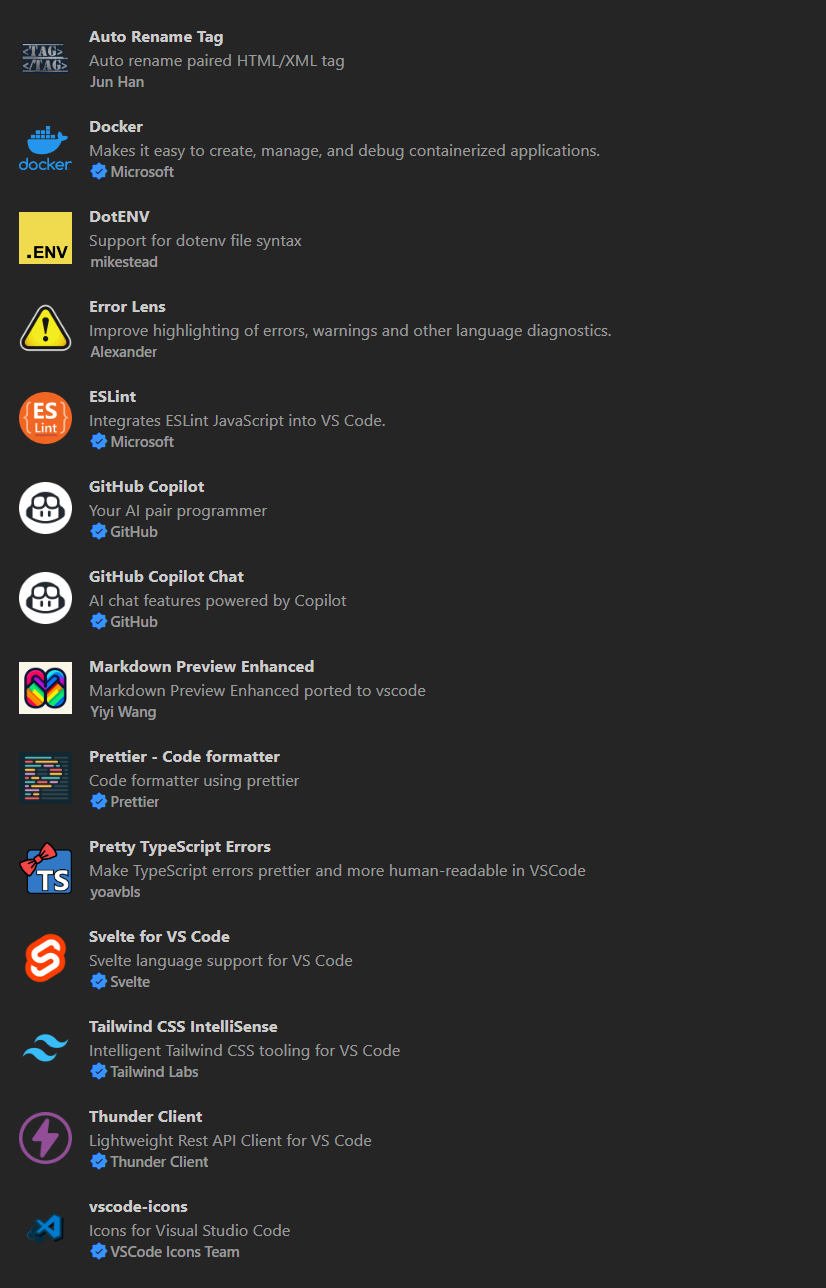 <TAG>
</TAG>
Auto Rename Tag
Auto rename paired HTML/XML tag
Jun Han
docker
Docker
Makes it easy to create, manage, and debug containerized applications.
Microsoft
.ENV
DotENV
Support for dotenv file syntax
mikestead
Error Lens
Improve highlighting of errors, warnings and other language diagnostics.
Alexander
{ES}
Lint
ESLint
Integrates ESLint JavaScript into VS Code.
Microsoft
GitHub Copilot
Your AI pair programmer
GitHub
GitHub Copilot Chat
AI chat features powered by Copilot
GitHub
Markdown Preview Enhanced
Markdown Preview Enhanced ported to vscode
Yiyi Wang
Prettier - Code formatter
Code formatter using prettier
Prettier
TS
Pretty TypeScript Errors
Make TypeScript errors prettier and more human-readable in VSCode
yoavbls
Svelte for VS Code
Svelte language support for VS Code
Svelte
Tailwind CSS IntelliSense
Intelligent Tailwind CSS tooling for VS Code
Tailwind Labs
Thunder Client
Lightweight Rest API Client for VS Code
Thunder Client
vscode-icons
Icons for Visual Studio Code
VSCode Icons Team